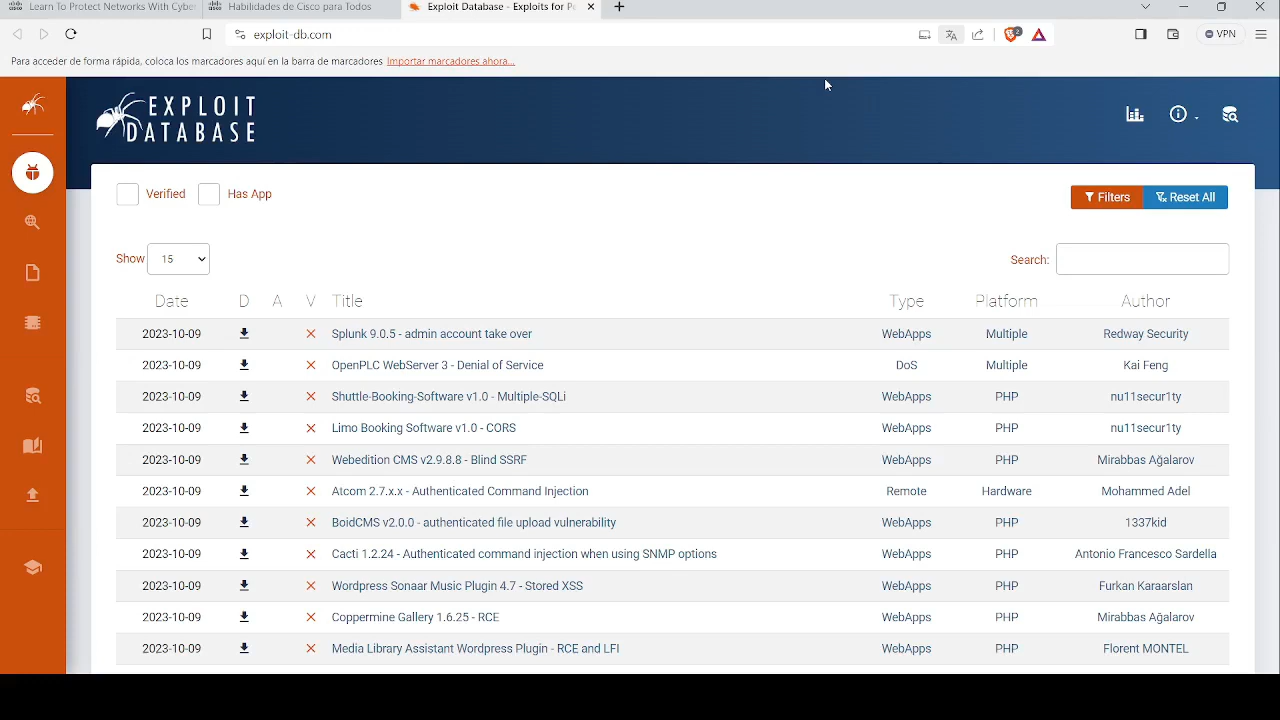 Learn To Protect Networks With Cyber
Habilidades de Cisco para Todos
Exploit Database - Exploits for Pe
exploit-db.com
2
VPN
Para acceder de forma rápida, coloca los marcadores aquí en la barra de marcadores Importar marcadores ahora...
EXPLOIT
DATABASE
Verified
Has App
Filters
Reset All
Show 15
Search:
Date D A V Title Type Platform Author
2023-10-09 Splunk 9.0.5 - admin account take over WebApps Multiple Redway Security
2023-10-09 OpenPLC WebServer 3 - Denial of Service DoS Multiple Kai Feng
2023-10-09 Shuttle-Booking-Software v1.0 - Multiple-SQLi WebApps PHP nu11secur1ty
2023-10-09 Limo Booking Software v1.0 - CORS WebApps PHP nu11secur1ty
2023-10-09 Webedition CMS v2.9.8.8 - Blind SSRF WebApps PHP Mirabbas Ağalarov
2023-10-09 Atcom 2.7.x.x - Authenticated Command Injection Remote Hardware Mohammed Adel
2023-10-09 BoidCMS v2.0.0 - authenticated file upload vulnerability WebApps PHP 1337kid
2023-10-09 Cacti 1.2.24 - Authenticated command injection when using SNMP options WebApps PHP Antonio Francesco Sardella
2023-10-09 Wordpress Sonaar Music Plugin 4.7 - Stored XSS WebApps PHP Furkan Karaarslan
2023-10-09 Coppermine Gallery 1.6.25 - RCE WebApps PHP Mirabbas Ağalarov
2023-10-09 Media Library Assistant Wordpress Plugin - RCE and LFI WebApps PHP Florent MONTEL